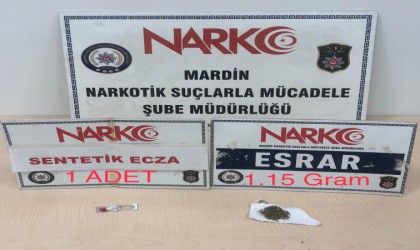 NARKO
MARDİN
NARKOTİK SUÇLARLA MÜCADELE
ŞUBE MÜDÜRLÜĞÜ
NARKO
SENTETİK ECZA
1 ADET
NARKO
ESRAR
1.15 Gram